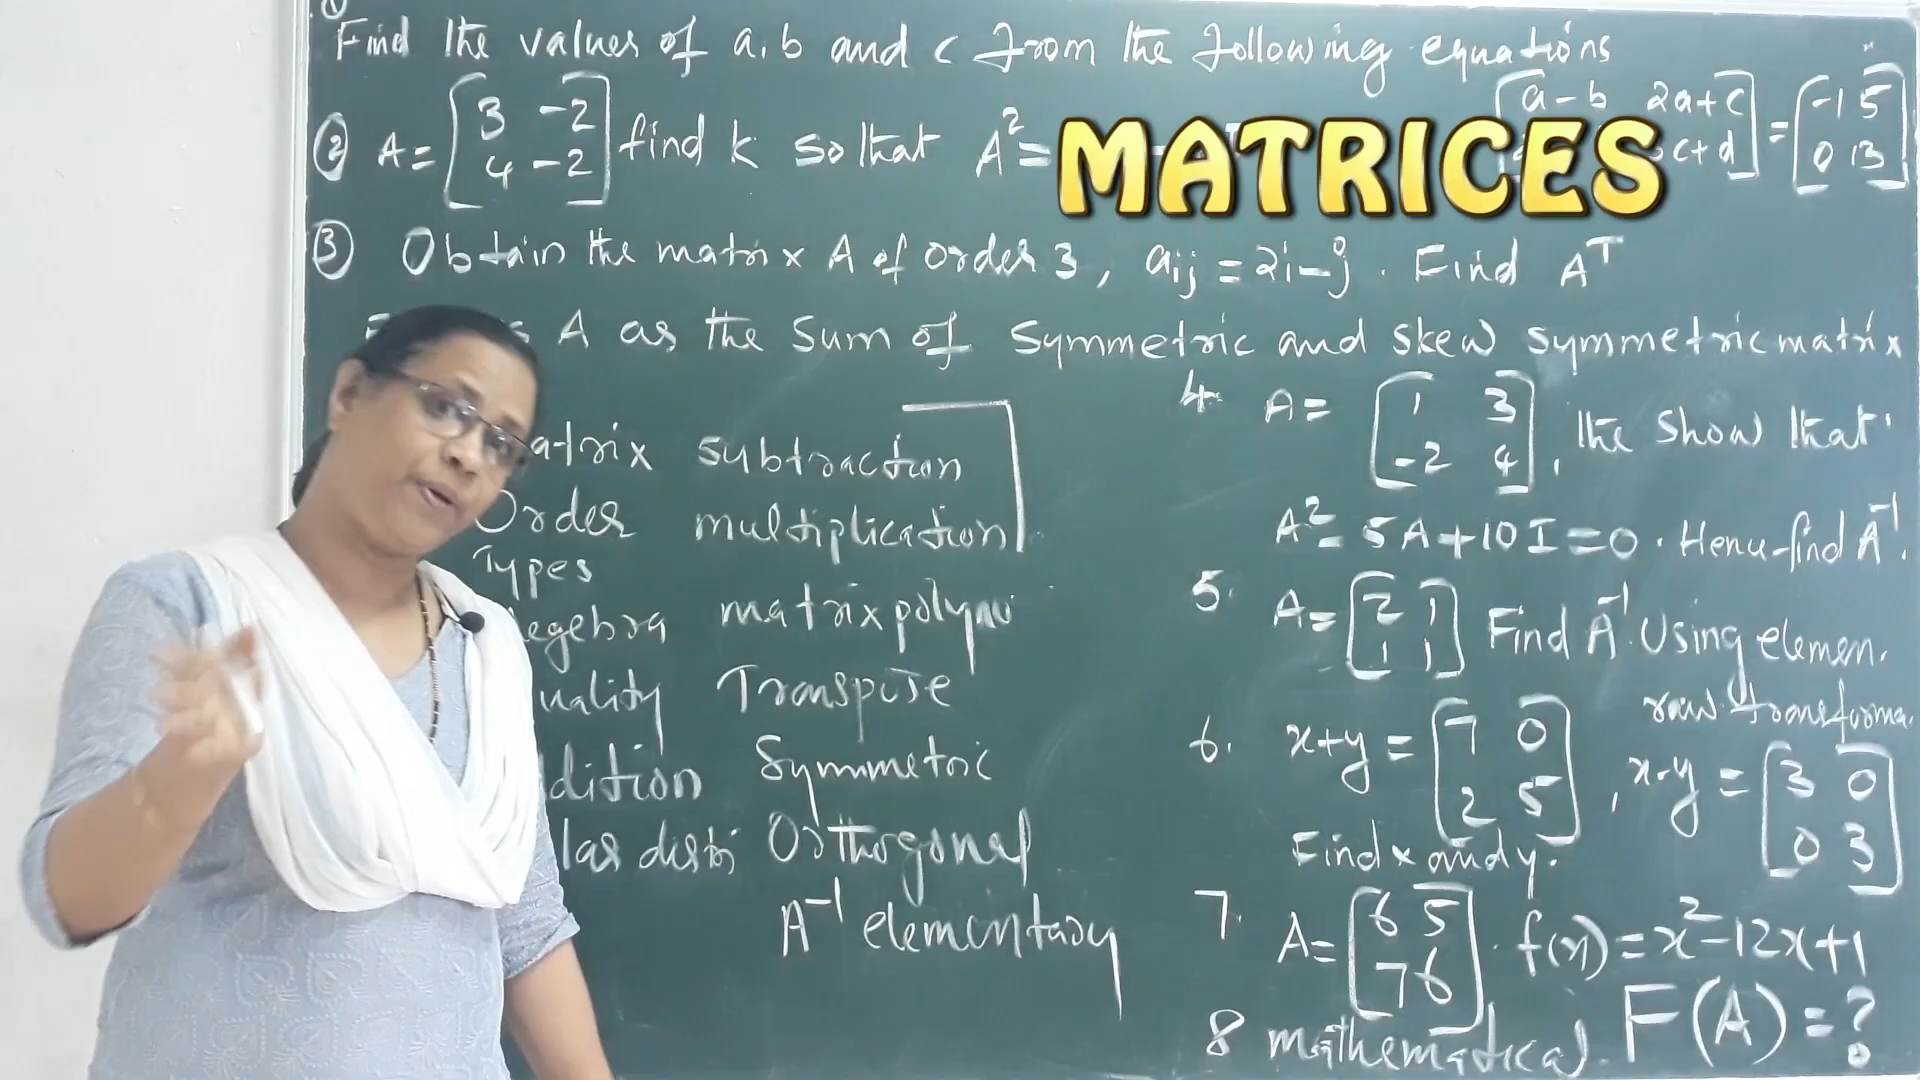 ①
Find the values of a, b and c from the following equations
[a-b 2a+c
c+d] = [-1 5
0 13]
② A = [3 -2
4 -2] find k so that A² =
MATRICES
③ Obtain the matrix A of order 3, aij = 2i-j. Find Aᵀ
A as the sum of symmetric and skew symmetric matrix
atrix subtraction
Order multiplication
Types
egebra matrix polyno
uality Transpose
dition Symmetric
lar distri Orthogonal
A⁻¹ elementary
4. A = [1 3
-2 4], the show that
A² - 5A + 10I = 0. Hence find A⁻¹.
5. A = [2 1
1 1] Find A⁻¹ Using elemen.
raw transforma.
6. x+y = [7 0
2 5], x-y = [3 0
0 3]
Find x and y.
7. A = [6 5
7 6]. f(x) = x²-12x+1
F(A) = ?
8 mathematical.